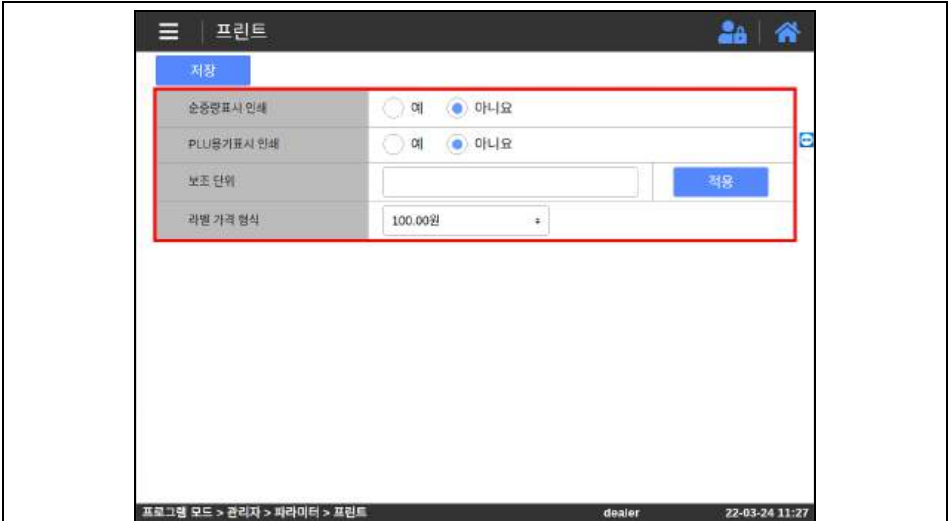 프린트
저장
순중량표시 인쇄 예 아니요
PLU용기표시 인쇄 예 아니요
보조 단위 적용
라벨 가격 형식 100.00원
프로그램 모드 > 관리자 > 파라미터 > 프린트 dealer 22-03-24 11:27